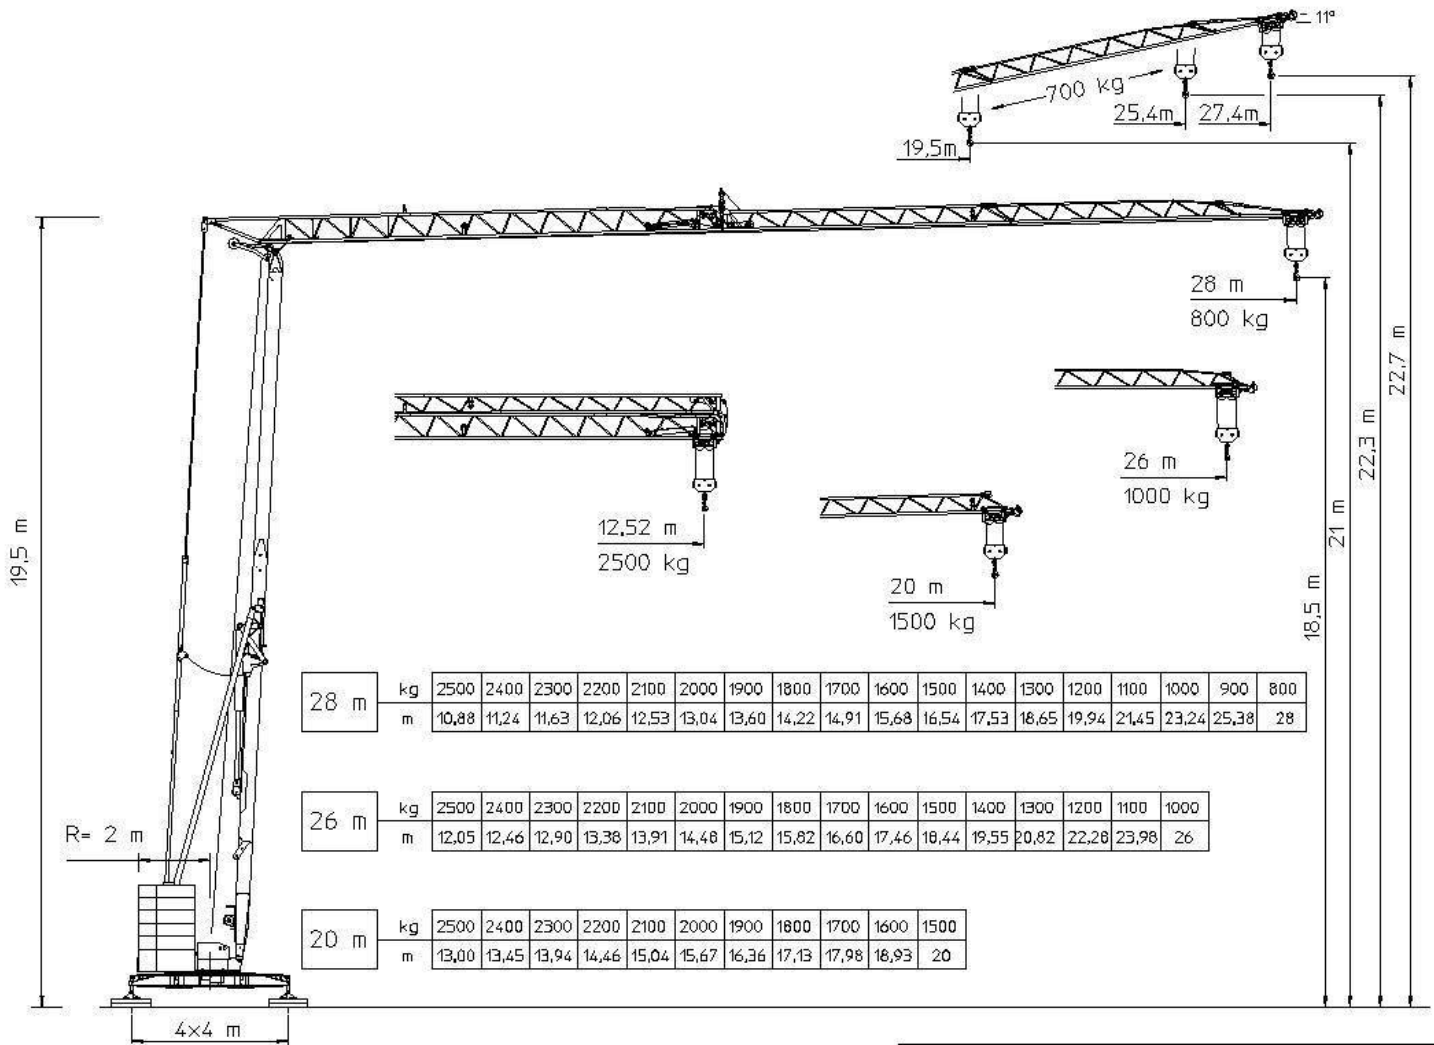 11°
700 kg
25,4m
27,4m
19,5m
28 m
800 kg
22,7 m
22,3 m
21 m
18,5 m
19,5 m
26 m
1000 kg
12,52 m
2500 kg
20 m
1500 kg
28 m
kg 2500 2400 2300 2200 2100 2000 1900 1800 1700 1600 1500 1400 1300 1200 1100 1000 900 800
m 10,88 11,24 11,63 12,06 12,53 13,04 13,60 14,22 14,91 15,68 16,54 17,53 18,65 19,94 21,45 23,24 25,38 28
26 m
kg 2500 2400 2300 2200 2100 2000 1900 1800 1700 1600 1500 1400 1300 1200 1100 1000
m 12,05 12,46 12,90 13,38 13,91 14,48 15,12 15,82 16,60 17,46 18,44 19,55 20,82 22,28 23,98 26
R= 2 m
20 m
kg 2500 2400 2300 2200 2100 2000 1900 1800 1700 1600 1500
m 13,00 13,45 13,94 14,46 15,04 15,67 16,36 17,13 17,98 18,93 20
4×4 m